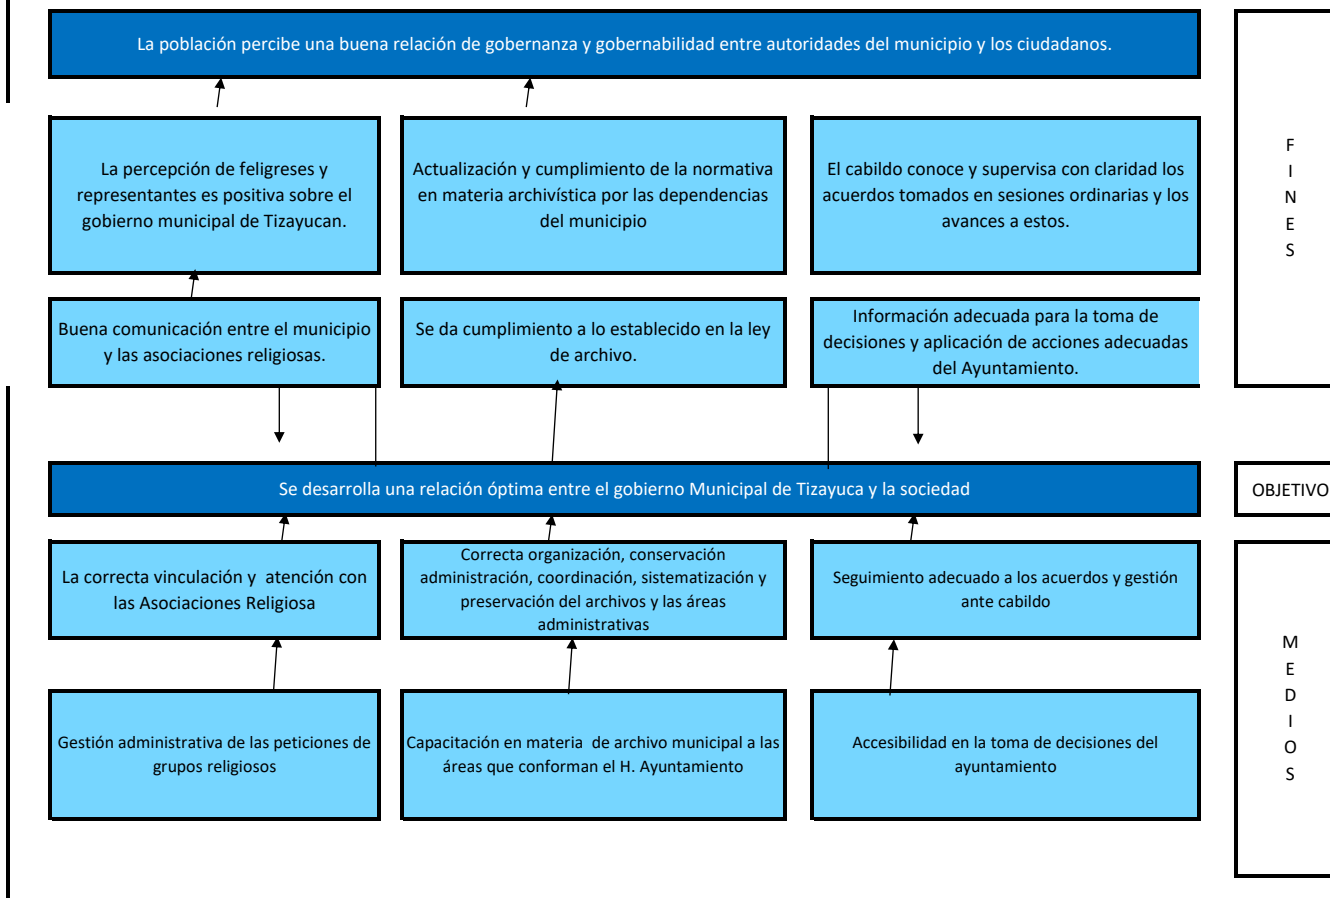 La población percibe una buena relación de gobernanza y gobernabilidad entre autoridades del municipio y los ciudadanos.
La percepción de feligreses y
representantes es positiva sobre el
gobierno municipal de Tizayucan.
Actualización y cumplimiento de la normativa
en materia archivística por las dependencias
del municipio
El cabildo conoce y supervisa con claridad los
acuerdos tomados en sesiones ordinarias y los
avances a estos.
F
I
N
E
S
Buena comunicación entre el municipio
y las asociaciones religiosas.
Se da cumplimiento a lo establecido en la ley
de archivo.
Información adecuada para la toma de
decisiones y aplicación de acciones adecuadas
del Ayuntamiento.
Se desarrolla una relación óptima entre el gobierno Municipal de Tizayuca y la sociedad
OBJETIVO
La correcta vinculación y  atención con
las Asociaciones Religiosa
Correcta organización, conservación
administración, coordinación, sistematización y
preservación del archivos y las áreas
administrativas
Seguimiento adecuado a los acuerdos y gestión
ante cabildo
M
E
D
I
O
S
Gestión administrativa de las peticiones de
grupos religiosos
Capacitación en materia  de archivo municipal a las
áreas que conforman el H. Ayuntamiento
Accesibilidad en la toma de decisiones del
ayuntamiento